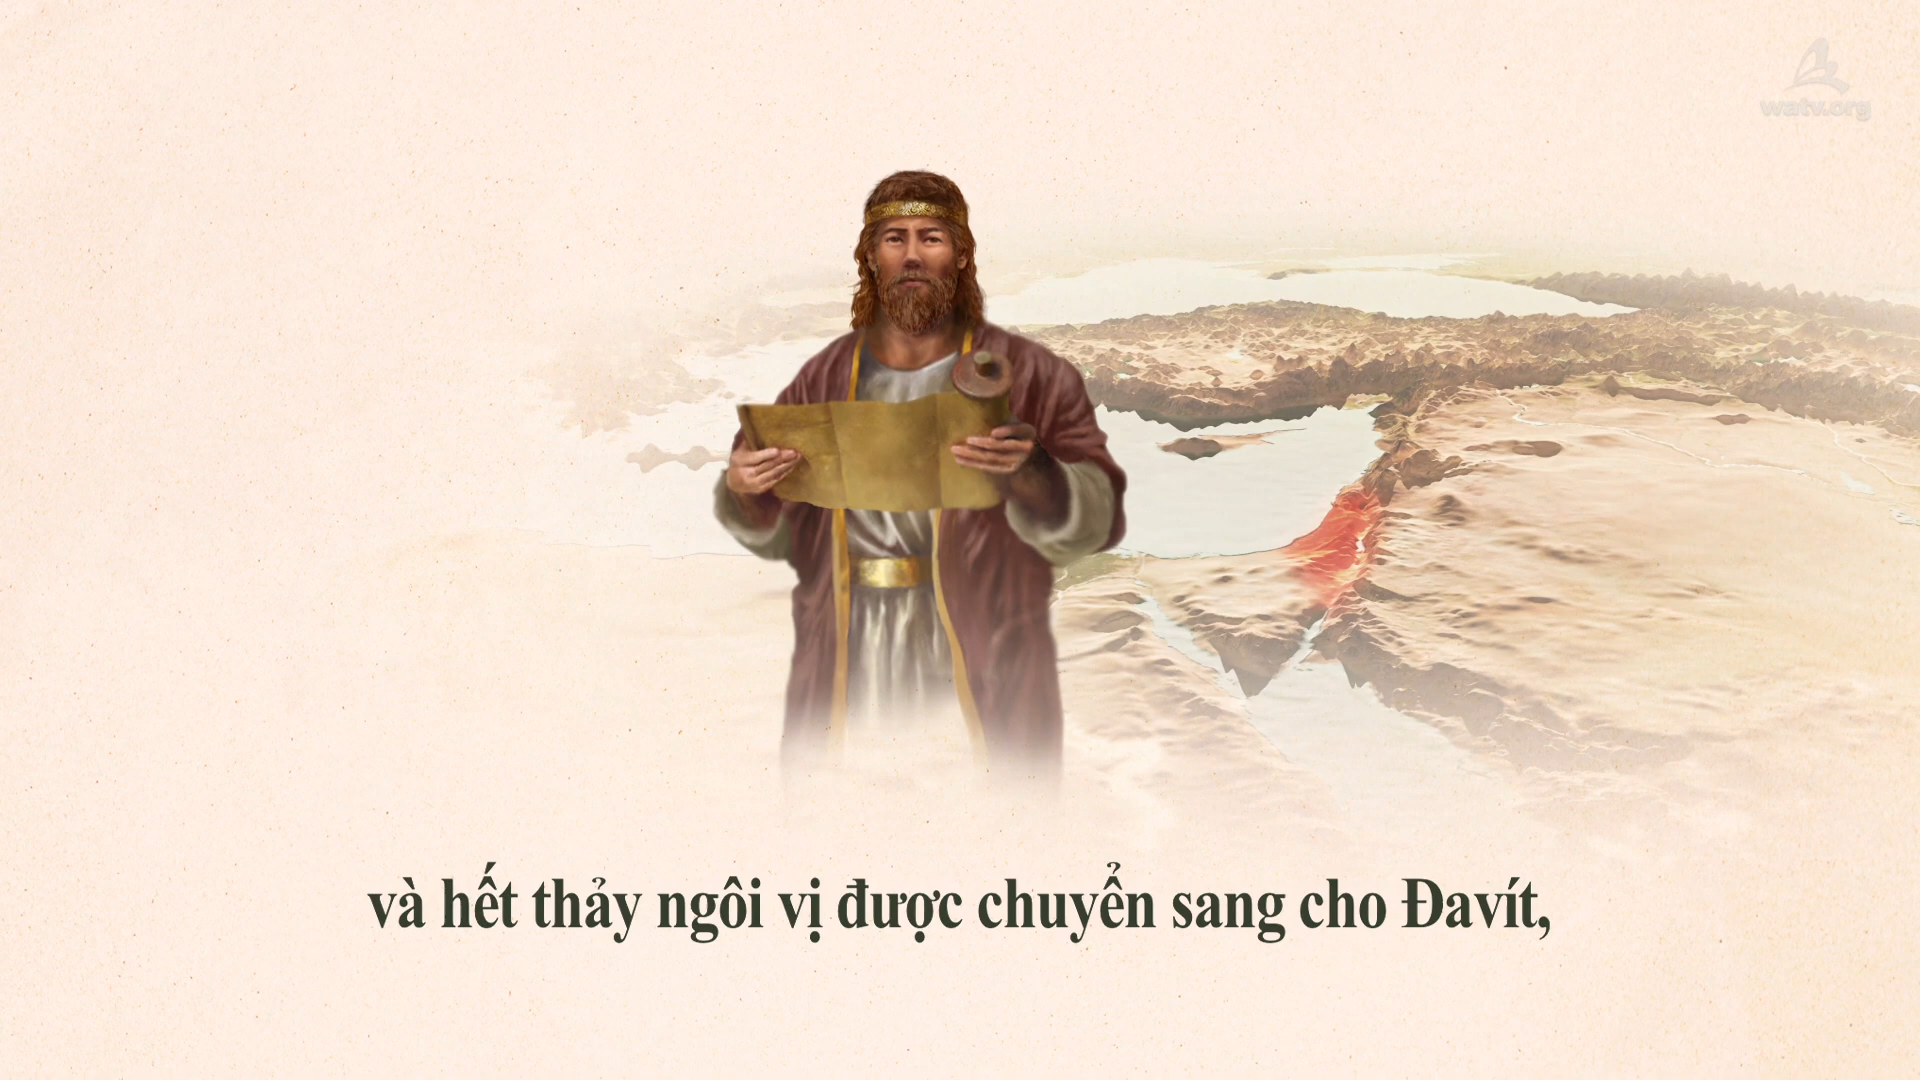 watv.org
và hết thảy ngôi vị được chuyển sang cho Đavít,